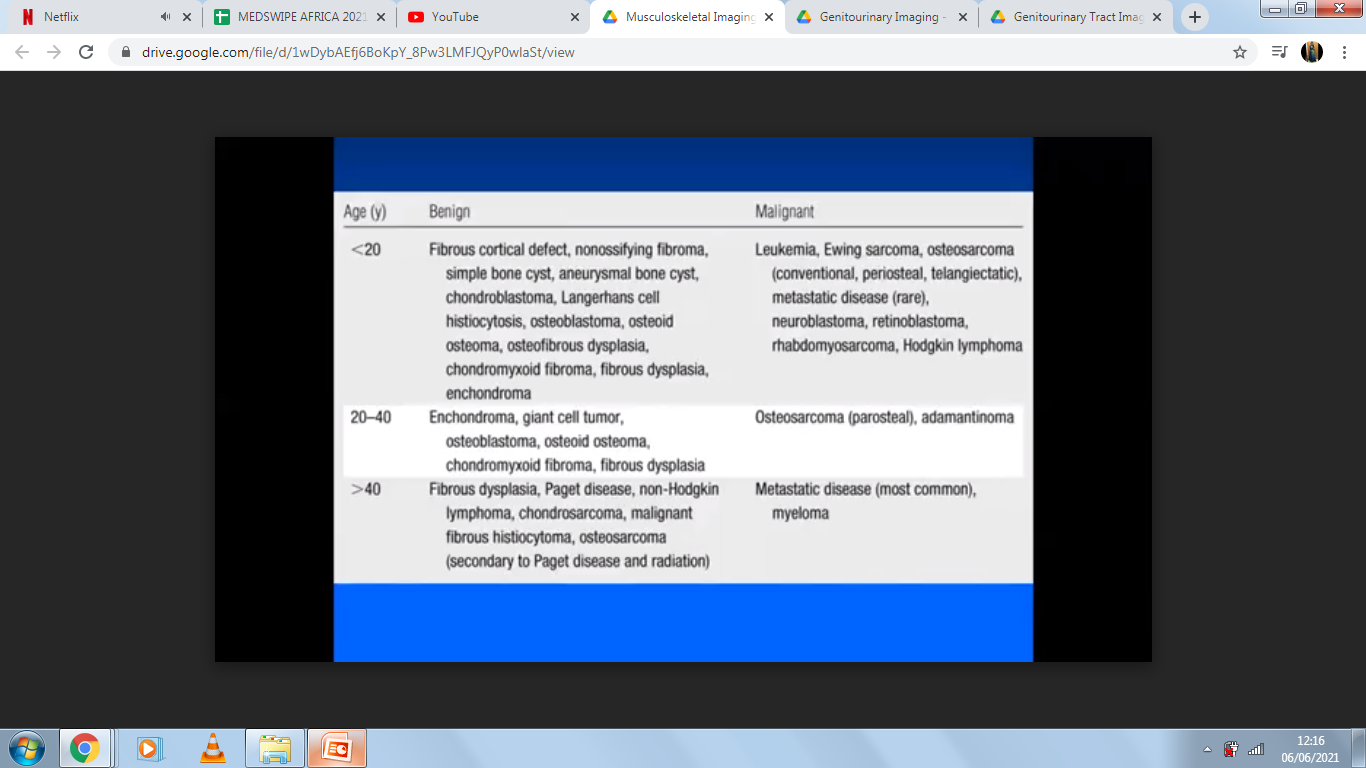 Netflix
MEDSWIPE AFRICA 2021
YouTube
Musculoskeletal Imaging
Genitourinary Imaging -
Genitourinary Tract Imag
drive.google.com/file/d/1wDybAEfj6BoKpY_8Pw3LMFJQyP0wlaSt/view
Age (y) Benign Malignant
<20 Fibrous cortical defect, nonossifying fibroma, Leukemia, Ewing sarcoma, osteosarcoma
simple bone cyst, aneurysmal bone cyst, (conventional, periosteal, telangiectatic),
chondroblastoma, Langerhans cell metastatic disease (rare),
histiocytosis, osteoblastoma, osteoid neuroblastoma, retinoblastoma,
osteoma, osteofibrous dysplasia, rhabdomyosarcoma, Hodgkin lymphoma
chondromyxoid fibroma, fibrous dysplasia,
enchondroma
20–40 Enchondroma, giant cell tumor, Osteosarcoma (parosteal), adamantinoma
osteoblastoma, osteoid osteoma,
chondromyxoid fibroma, fibrous dysplasia
>40 Fibrous dysplasia, Paget disease, non-Hodgkin Metastatic disease (most common),
lymphoma, chondrosarcoma, malignant myeloma
fibrous histiocytoma, osteosarcoma
(secondary to Paget disease and radiation)
12:16
06/06/2021